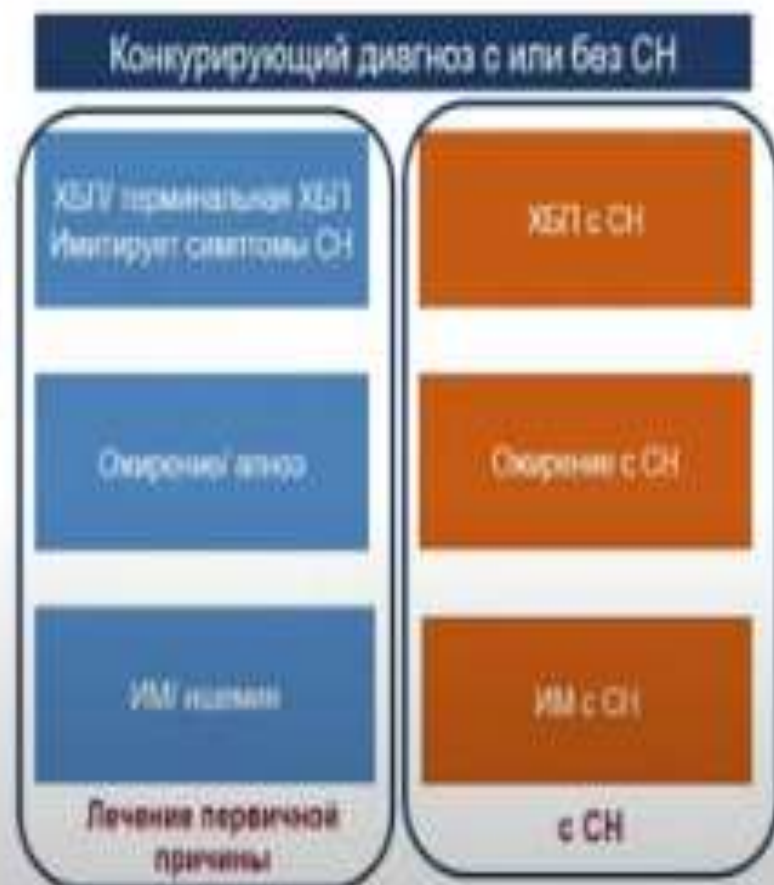 Конкурирующий диагноз с или без СН
ХБП/ терминальная ХБП
Имитирует симптомы СН
ХБП с СН
Ожирение/ апноэ
Ожирение с СН
ИМ/ ишемия
ИМ с СН
Лечение первичной
причины
с СН